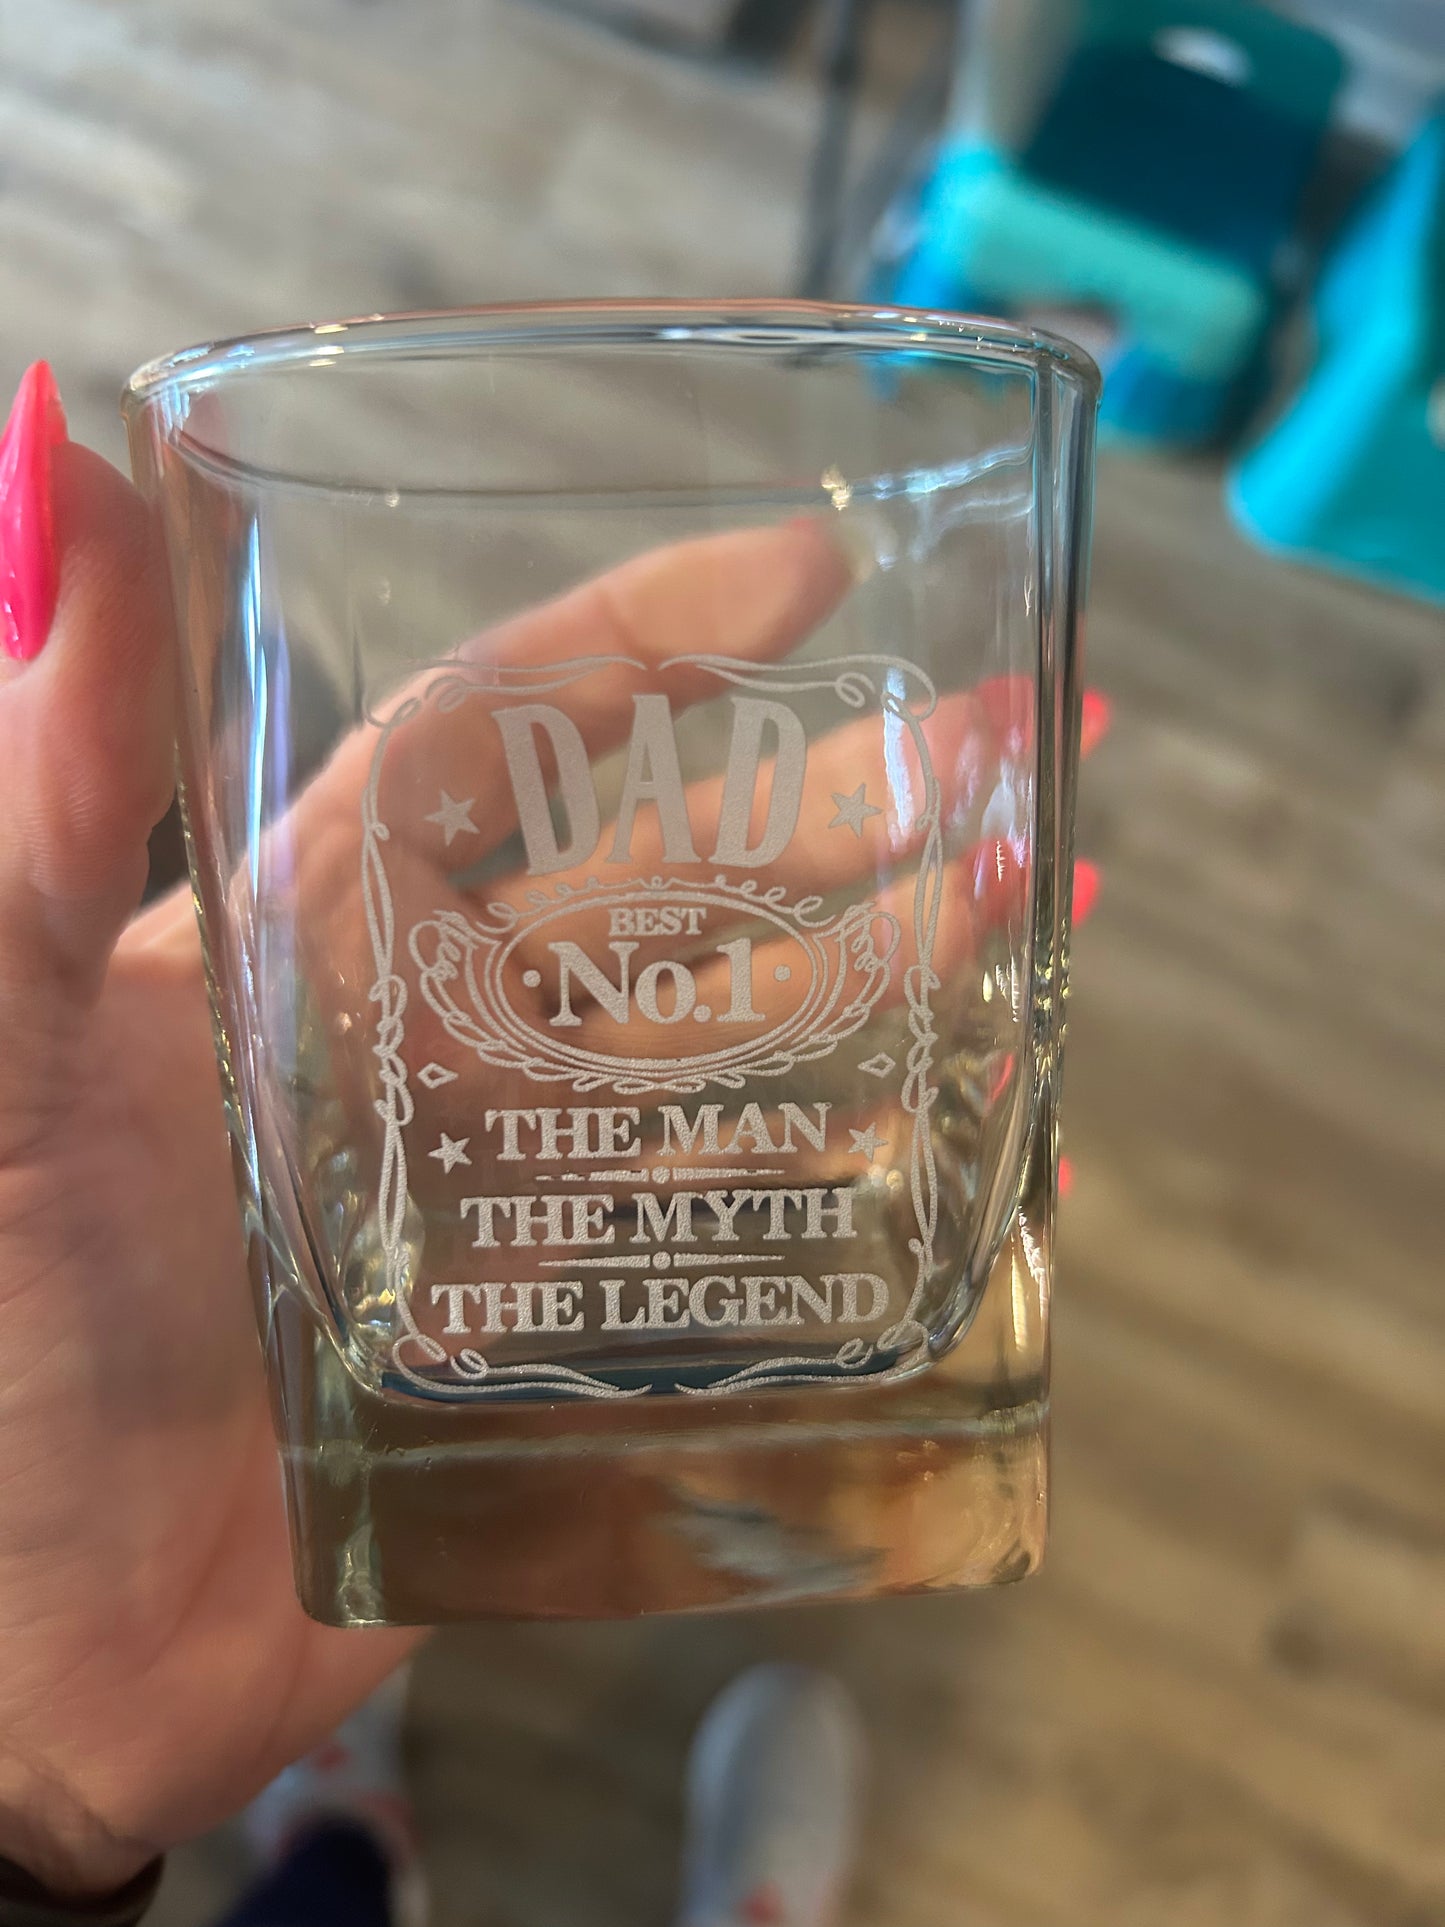 DAD
BEST
No.1
THE MAN
THE MYTH
THE LEGEND